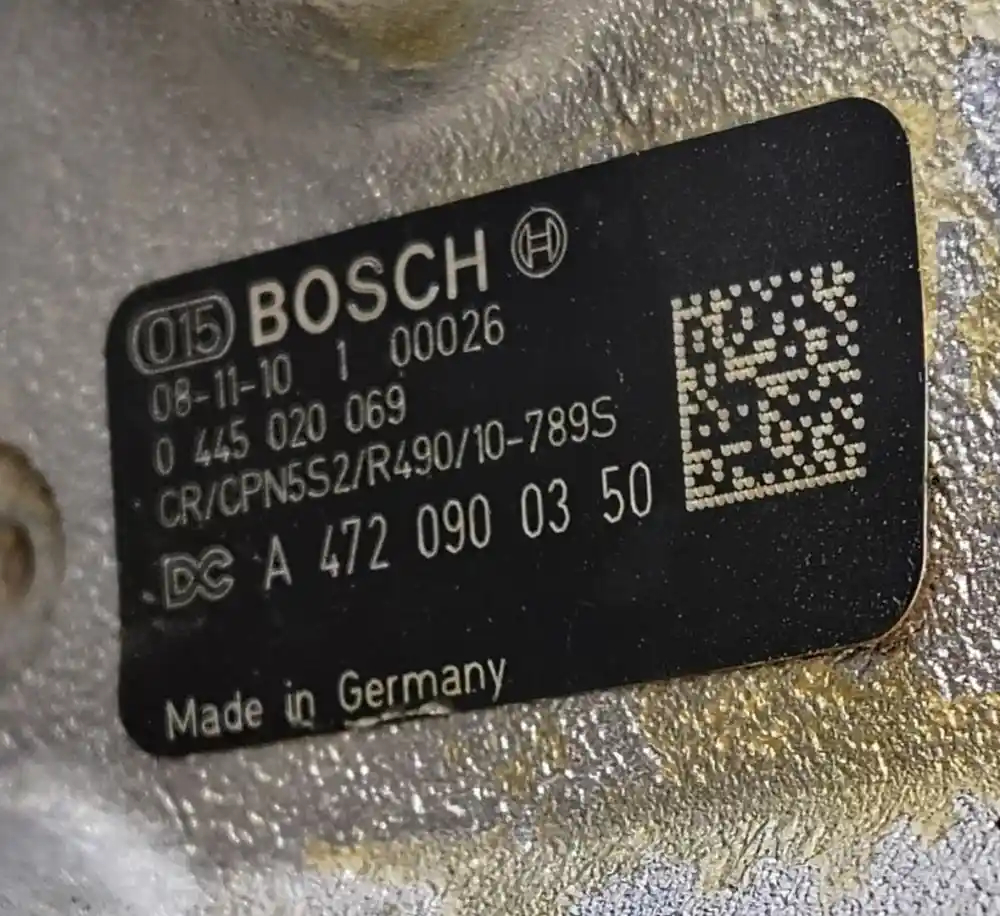 015 BOSCH
08-11-10 1 00026
0 445 020 069
CR/CPN5S2/R490/10-789S
DC A 472 090 03 50
Made in Germany